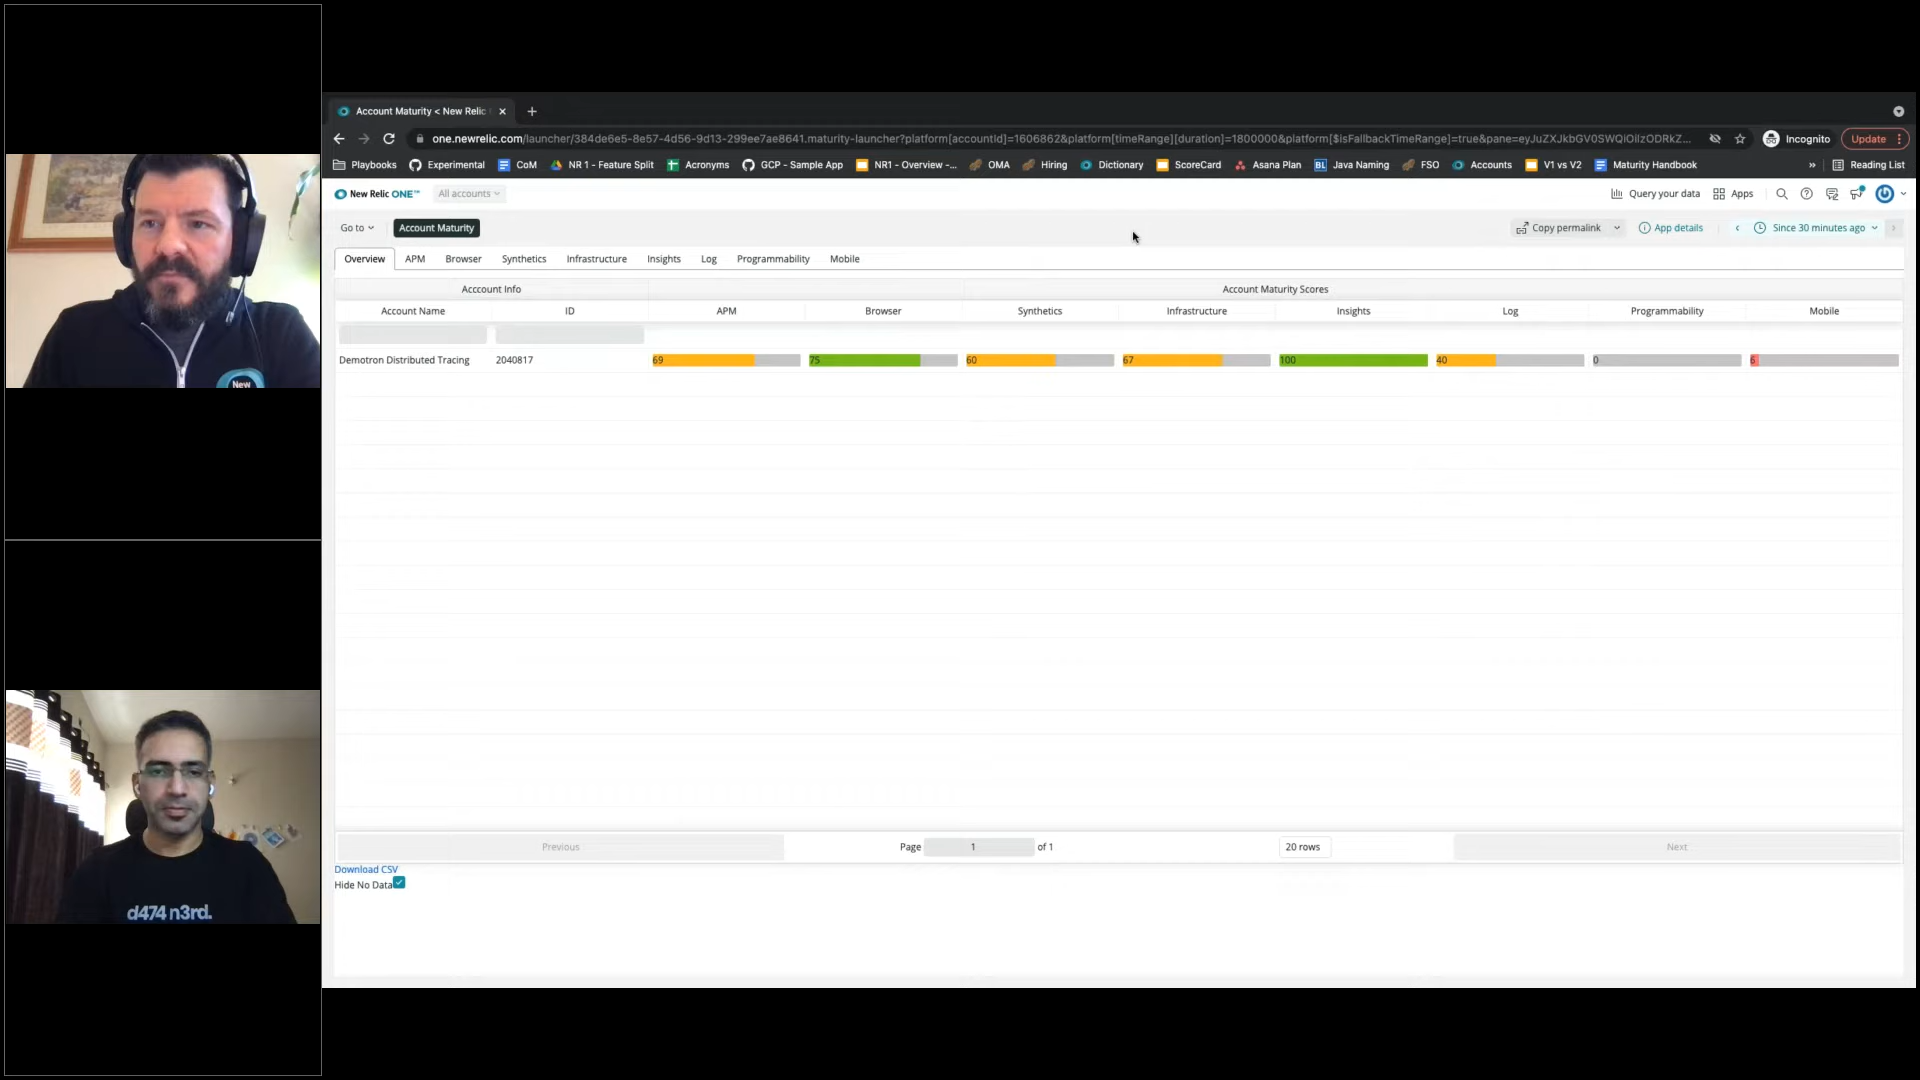 Account Maturity < New Relic
one.newrelic.com/launcher/384de6e5-8e57-4d56-9d13-299ee7ae8641.maturity-launcher?platform[accountId]=1606862&platform[timeRange][duration]=1800000&platform[$isFallbackTimeRange]=true&pane=eyJuZXJkbGV0SWQiOiIzODRkZ... Incognito Update
Playbooks Experimental CoM NR 1 - Feature Split Acronyms GCP - Sample App NR1 - Overview -... OMA Hiring Dictionary ScoreCard Asana Plan BL Java Naming FSO Accounts V1 vs V2 Maturity Handbook » Reading List
New Relic ONE™ All accounts Query your data Apps
Go to Account Maturity Copy permalink App details Since 30 minutes ago
Overview APM Browser Synthetics Infrastructure Insights Log Programmability Mobile
Acccount Info Account Maturity Scores
Account Name ID APM Browser Synthetics Infrastructure Insights Log Programmability Mobile
Demotron Distributed Tracing 2040817 69 75 60 67 100 40 0 6
Previous Page 1 of 1 20 rows Next
Download CSV
Hide No Data
New
d474 n3rd.